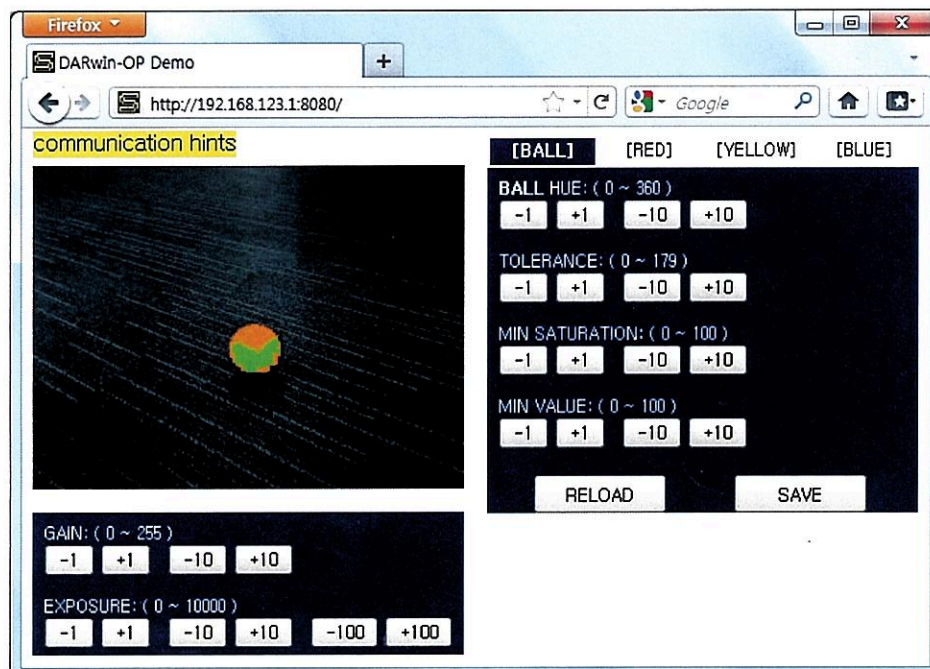 Firefox
DARwIn-OP Demo
http://192.168.123.1:8080/
Google
communication hints
[BALL] [RED] [YELLOW] [BLUE]
BALL HUE: ( 0 ~ 360 )
-1 +1 -10 +10
TOLERANCE: ( 0 ~ 179 )
-1 +1 -10 +10
MIN SATURATION: ( 0 ~ 100 )
-1 +1 -10 +10
MIN VALUE: ( 0 ~ 100 )
-1 +1 -10 +10
RELOAD SAVE
GAIN: ( 0 ~ 255 )
-1 +1 -10 +10
EXPOSURE: ( 0 ~ 10000 )
-1 +1 -10 +10 -100 +100